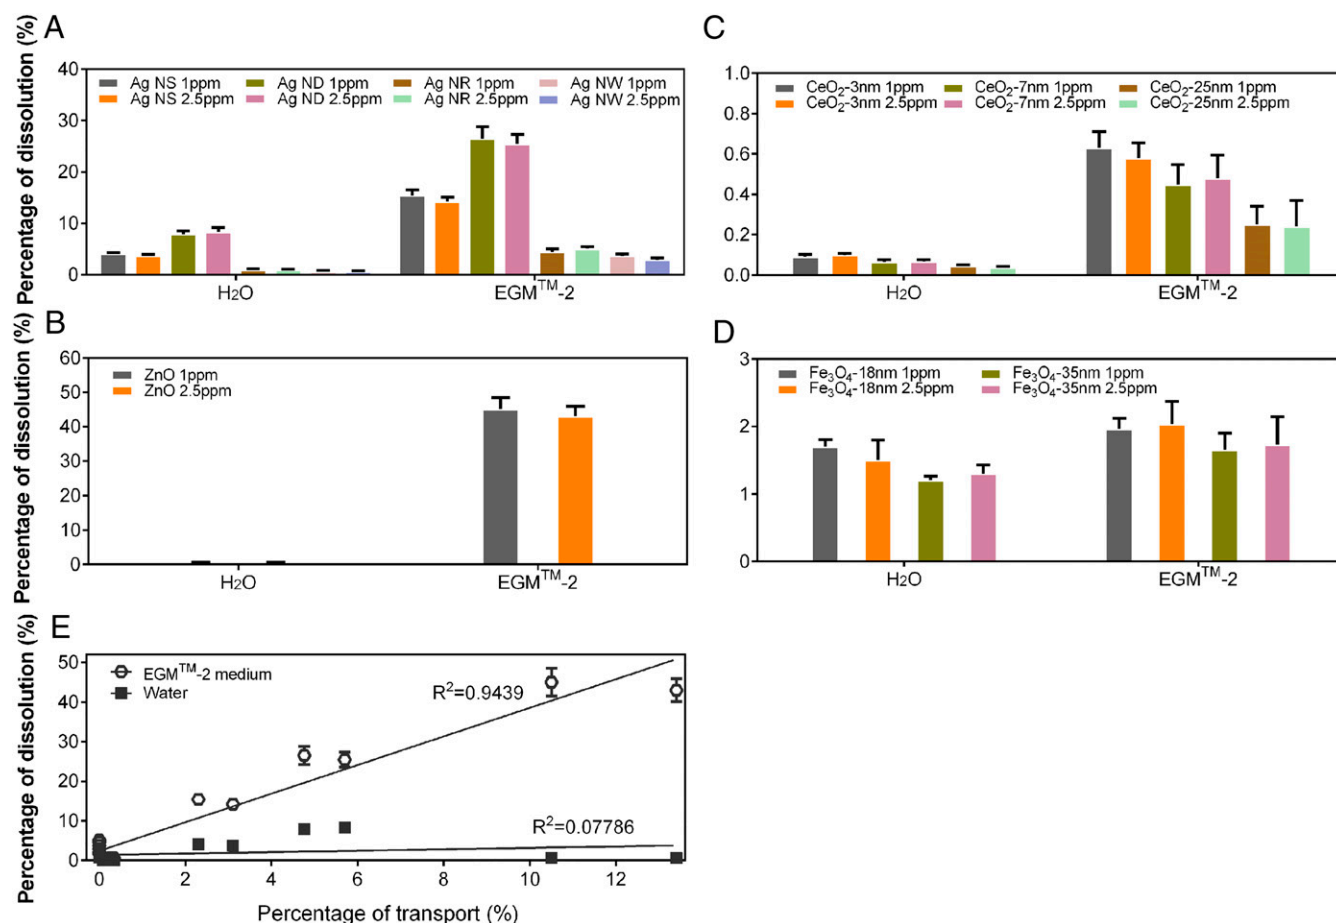 A
Percentage of dissolution (%)
40
30
20
10
0
Ag NS 1ppm
Ag ND 1ppm
Ag NR 1ppm
Ag NW 1ppm
Ag NS 2.5ppm
Ag ND 2.5ppm
Ag NR 2.5ppm
Ag NW 2.5ppm
H2O
EGM™-2
C
Percentage of dissolution (%)
1.0
0.8
0.6
0.4
0.2
0.0
CeO2-3nm 1ppm
CeO2-7nm 1ppm
CeO2-25nm 1ppm
CeO2-3nm 2.5ppm
CeO2-7nm 2.5ppm
CeO2-25nm 2.5ppm
H2O
EGM™-2
B
Percentage of dissolution (%)
60
50
40
30
20
10
0
ZnO 1ppm
ZnO 2.5ppm
H2O
EGM™-2
D
Percentage of dissolution (%)
3
2
1
0
Fe3O4-18nm 1ppm
Fe3O4-35nm 1ppm
Fe3O4-18nm 2.5ppm
Fe3O4-35nm 2.5ppm
H2O
EGM™-2
E
Percentage of dissolution (%)
50
40
30
20
10
0
EGM™-2 medium
Water
R²=0.9439
R²=0.07786
0 2 4 6 8 10 12
Percentage of transport (%)